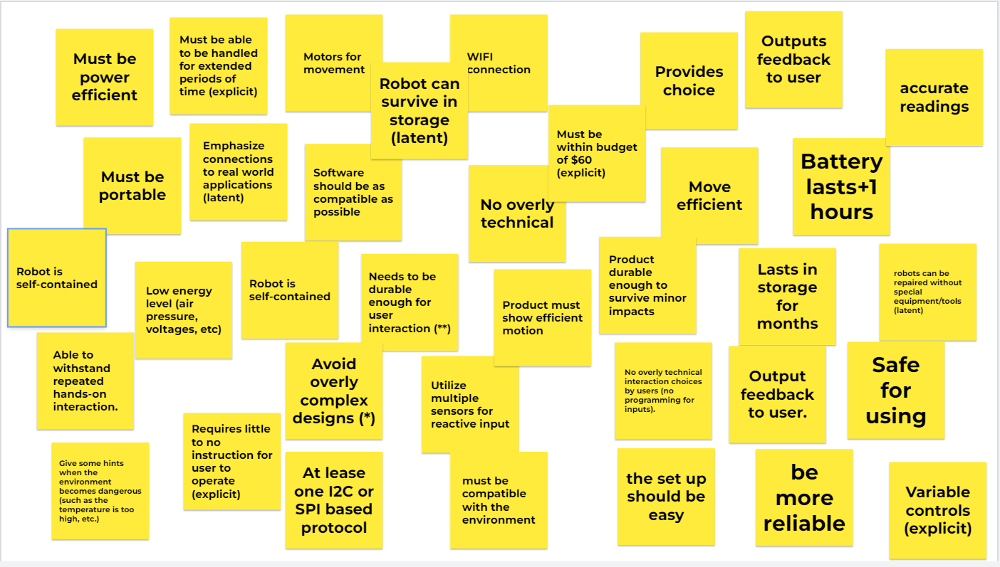 Must be
power
efficient
Must be able
to be handled
for extended
periods of
time (explicit)
Motors for
movement
Robot can
survive in
storage
(latent)
WIFI
connection
Provides
choice
Outputs
feedback
to user
accurate
readings
Must be
portable
Emphasize
connections
to real world
applications
(latent)
Software
should be as
compatible as
possible
No overly
technical
Must be
within budget
of $60
(explicit)
Move
efficient
Battery
lasts+1
hours
Robot is
self-contained
Low energy
level (air
pressure,
voltages, etc)
Robot is
self-contained
Needs to be
durable
enough for
user
interaction (**)
Product must
show efficient
motion
Product
durable
enough to
survive minor
impacts
Lasts in
storage
for
months
robots can be
repaired without
special
equipment/tools
(latent)
Able to
withstand
repeated
hands-on
interaction.
Avoid
overly
complex
designs (*)
Utilize
multiple
sensors for
reactive input
No overly technical
interaction choices
by users (no
programming for
inputs).
Output
feedback
to user.
Safe
for
using
Give some hints
when the
environment
becomes dangerous
(such as the
temperature is too
high, etc.)
Requires little
to no
instruction for
user to
operate
(explicit)
At lease
one I2C or
SPI based
protocol
must be
compatible
with the
environment
the set up
should be
easy
be
more
reliable
Variable
controls
(explicit)